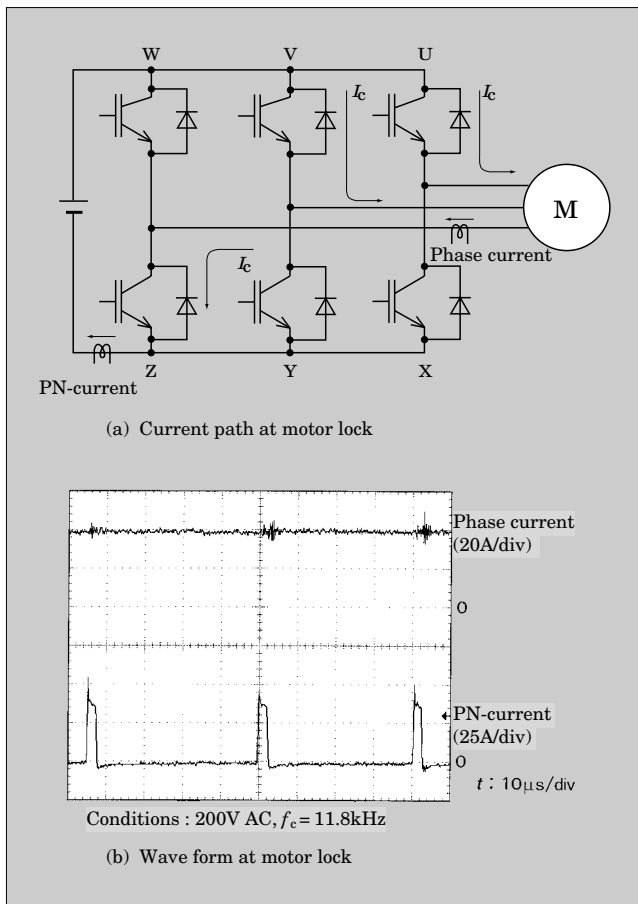 W V U
Ic Ic
M
Phase current
Ic
Z Y X
PN-current
(a) Current path at motor lock
Phase current
(20A/div)
0
PN-current
(25A/div)
0
t : 10μs/div
Conditions : 200V AC, fc = 11.8kHz
(b) Wave form at motor lock